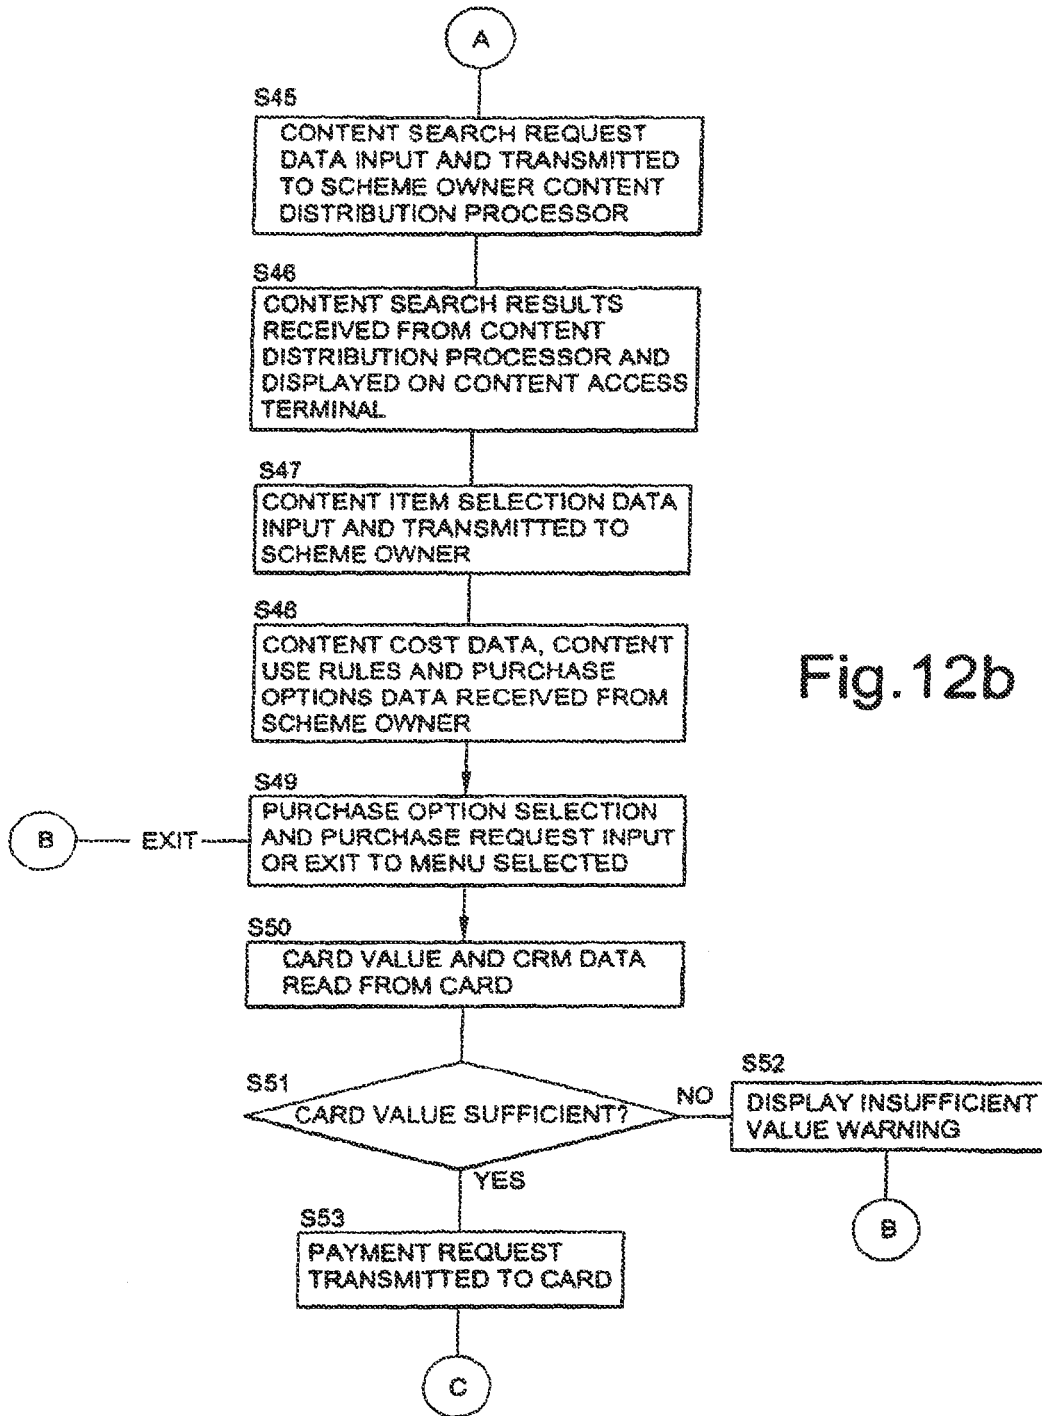 A
S45
CONTENT SEARCH REQUEST
DATA INPUT AND TRANSMITTED
TO SCHEME OWNER CONTENT
DISTRIBUTION PROCESSOR
S46
CONTENT SEARCH RESULTS
RECEIVED FROM CONTENT
DISTRIBUTION PROCESSOR AND
DISPLAYED ON CONTENT ACCESS
TERMINAL
S47
CONTENT ITEM SELECTION DATA
INPUT AND TRANSMITTED TO
SCHEME OWNER
S48
CONTENT COST DATA, CONTENT
USE RULES AND PURCHASE
OPTIONS DATA RECEIVED FROM
SCHEME OWNER
Fig.12b
S49
PURCHASE OPTION SELECTION
AND PURCHASE REQUEST INPUT
OR EXIT TO MENU SELECTED
B
EXIT
S50
CARD VALUE AND CRM DATA
READ FROM CARD
S51
CARD VALUE SUFFICIENT?
NO
S52
DISPLAY INSUFFICIENT
VALUE WARNING
YES
B
S53
PAYMENT REQUEST
TRANSMITTED TO CARD
C